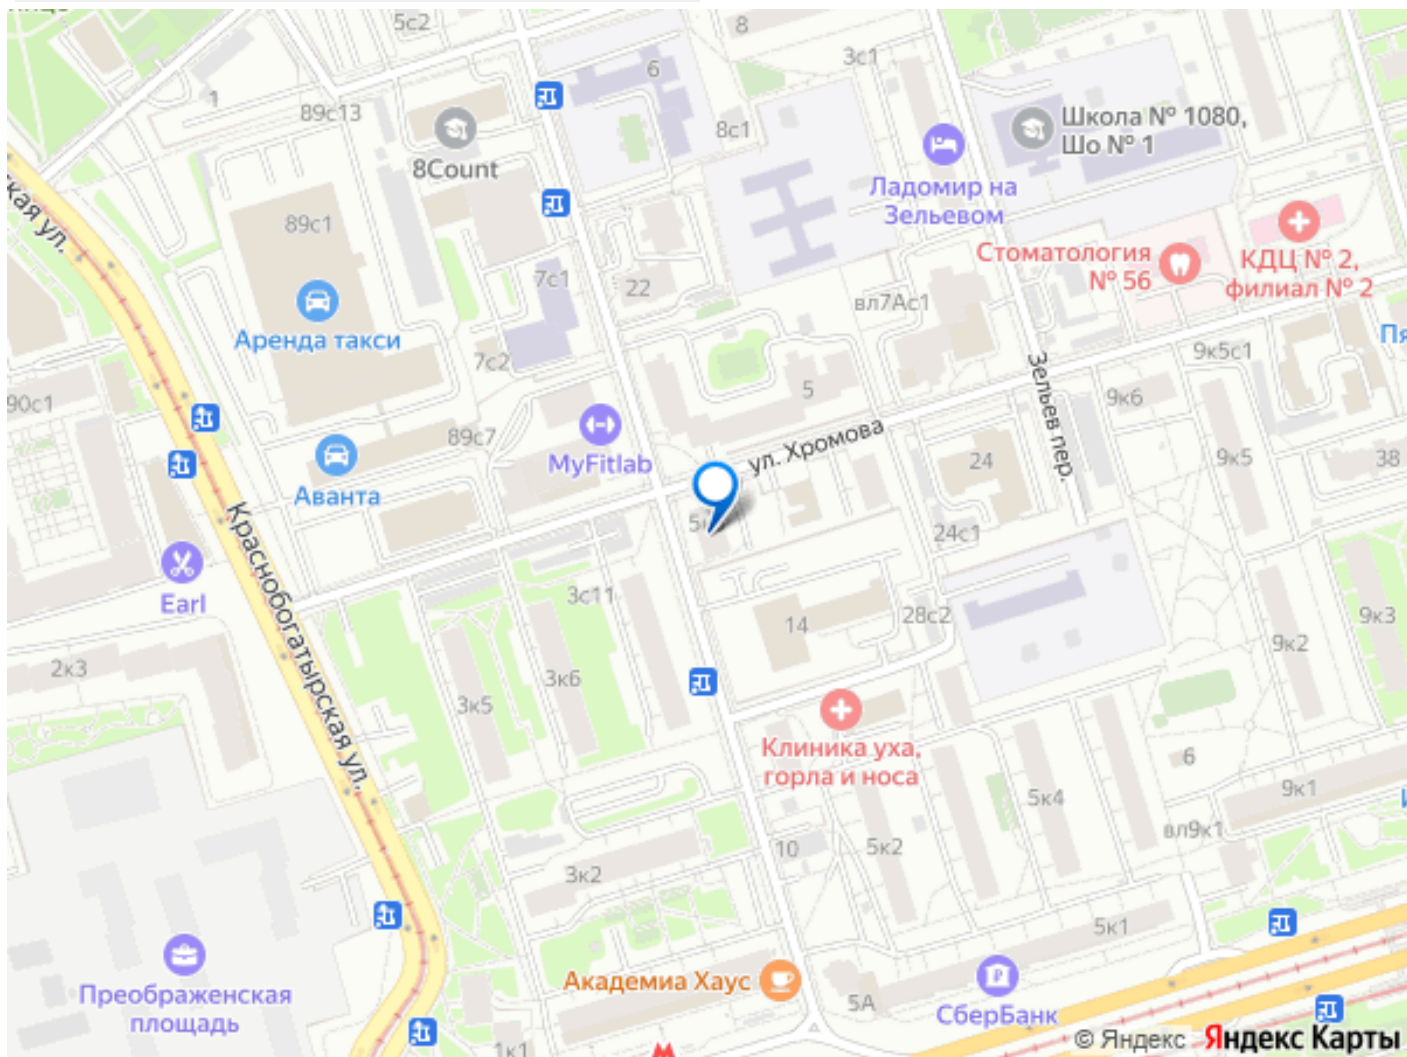 5с2
8
3с1
6
1
89с13
8с1
8Count
Школа № 1080,
Шо № 1
Ладомир на
Зельевом
кая ул.
89с1
7с1
22
вл7Ас1
Стоматология
№ 56
КДЦ № 2,
филиал № 2
Аренда такси
7с2
5
Зельев пер.
9к5с1
90с1
9к6
89с7
MyFitlab
ул. Хромова
24
9к5
38
Аванта
24с1
Краснобогатырская ул.
Earl
3с11
14
28с2
9к3
9к2
2к3
3к5
3к6
Клиника уха,
горла и носа
6
5к4
9к1
вл9к1
10
5к2
3к2
5к1
Преображенская
площадь
Академиа Хаус
5А
СберБанк
1к1
© Яндекс Яндекс Карты